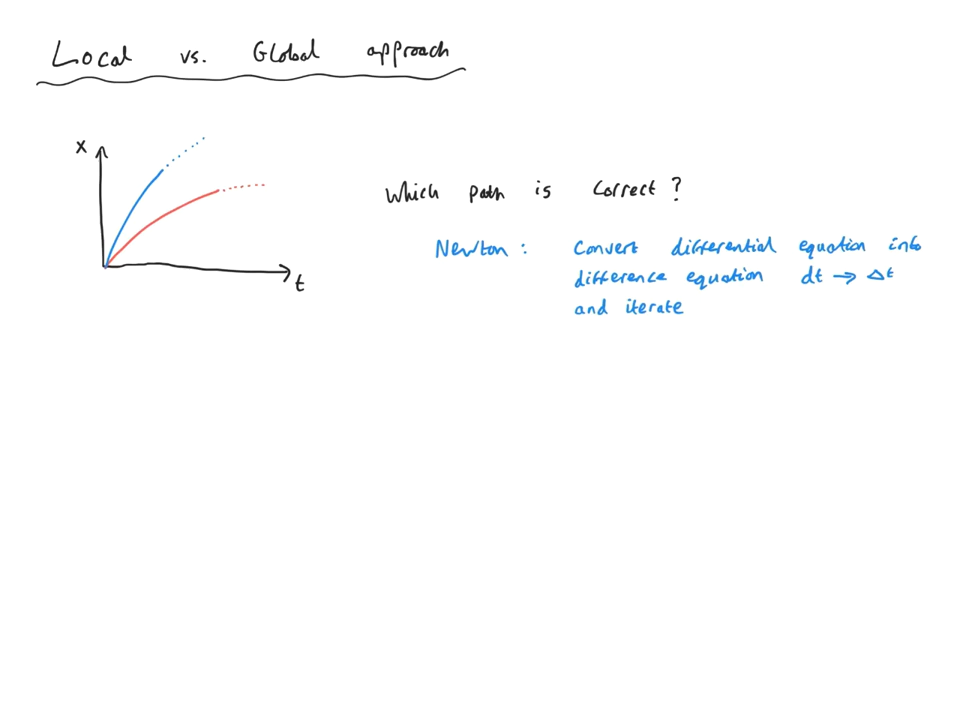 Local vs. Global approach
x
t
Which path is correct?
Newton: Convert differential equation into
difference equation dt → Δt
and iterate